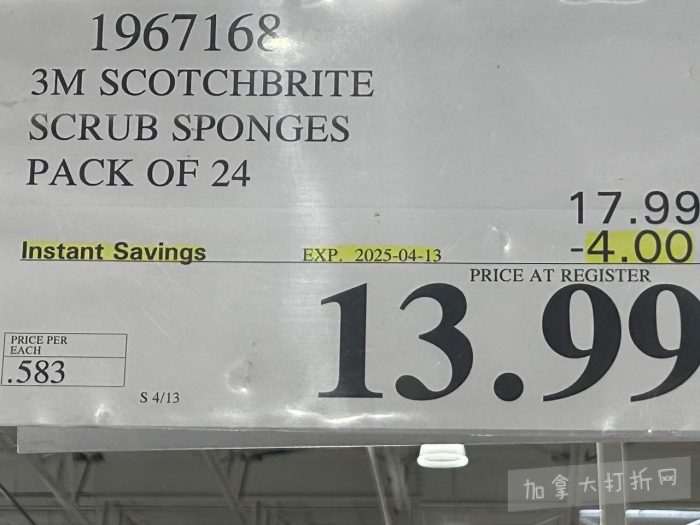 1967168
3M SCOTCHBRITE
SCRUB SPONGES
PACK OF 24
17.99
Instant Savings EXP. 2025-04-13 -4.00
PRICE AT REGISTER
13.99
PRICE PER
EACH
.583
S 4/13
加拿大打折网